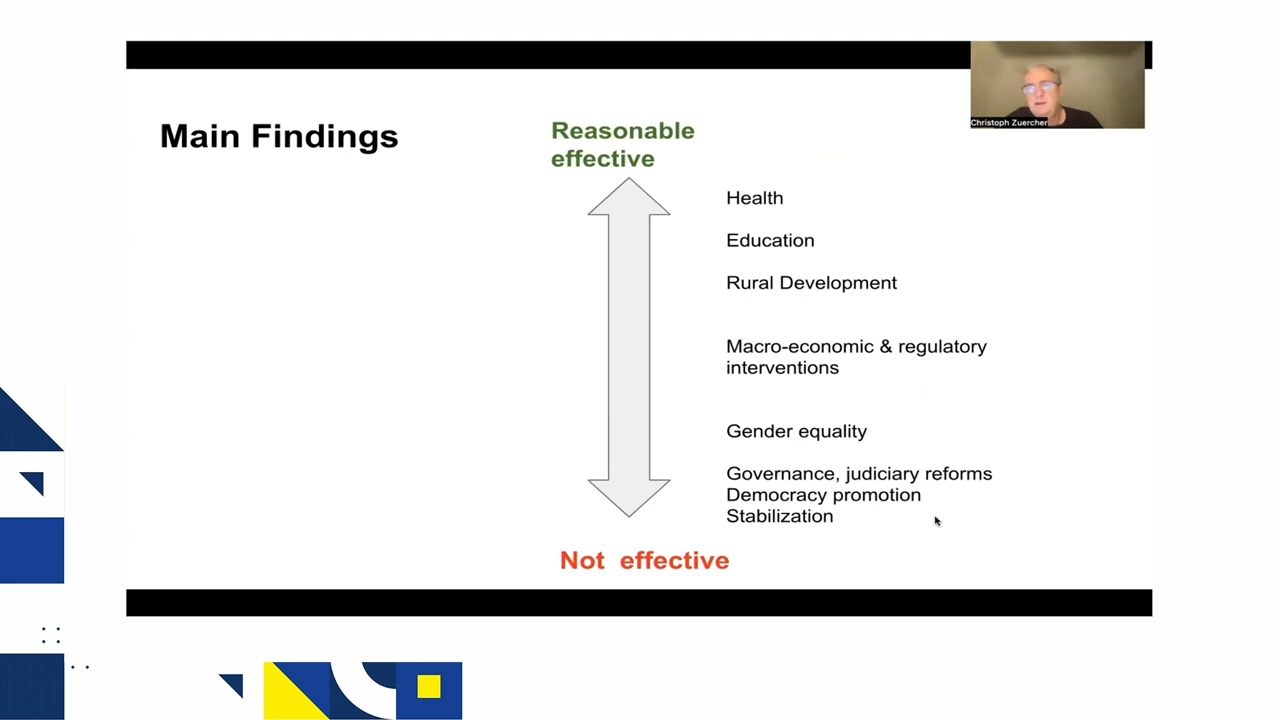 Main Findings
Reasonable
effective
Christoph Zuercher
Health
Education
Rural Development
Macro-economic & regulatory
interventions
Gender equality
Governance, judiciary reforms
Democracy promotion
Stabilization
Not effective